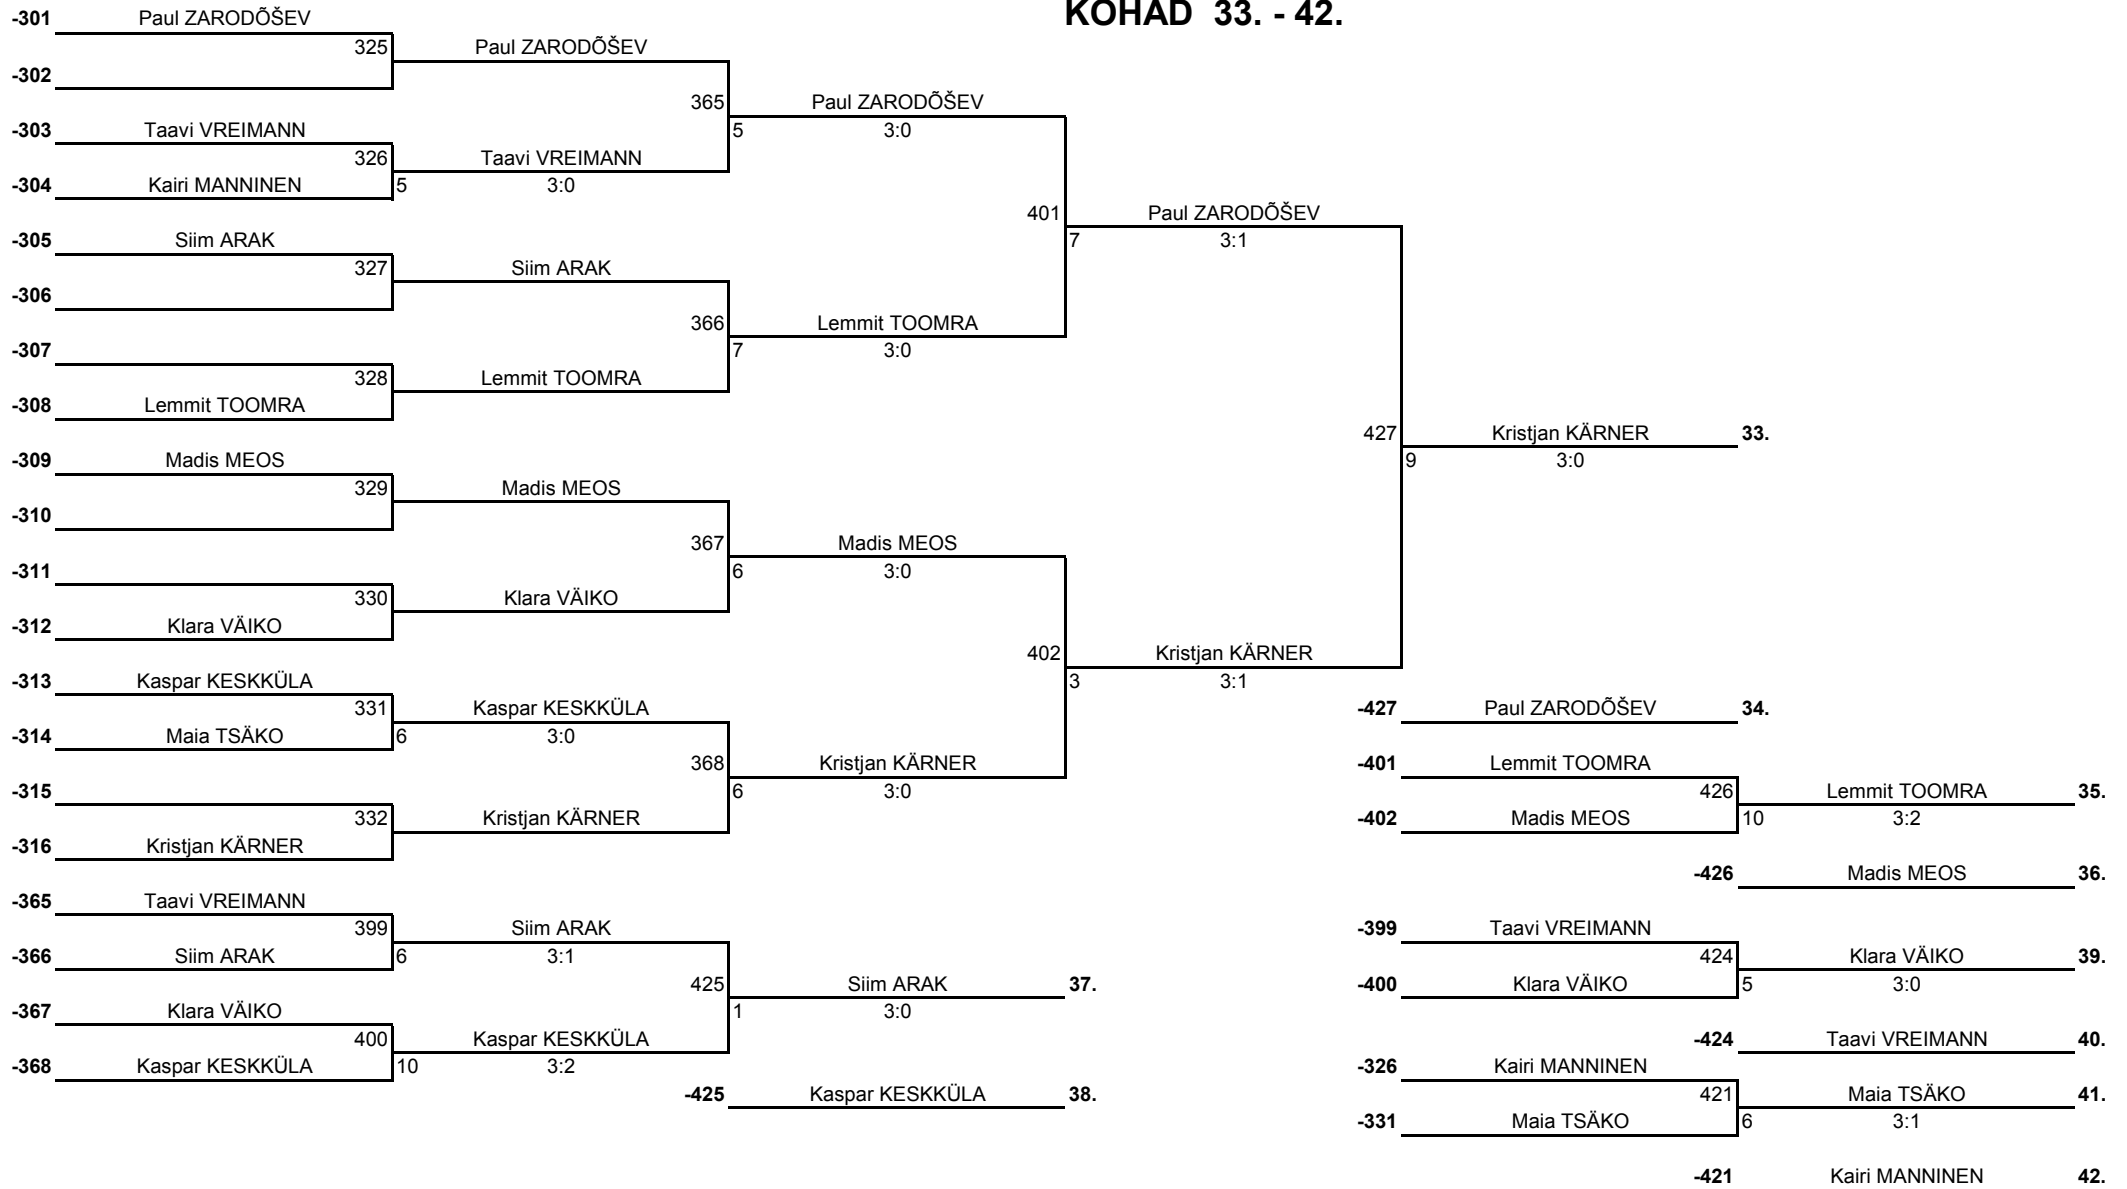 KOHAD 33. - 42.
-301 Paul ZARODÕŠEV
325 Paul ZARODÕŠEV
-302
365 Paul ZARODÕŠEV
-303 Taavi VREIMANN 5 3:0
326 Taavi VREIMANN
-304 Kairi MANNINEN 5 3:0
401 Paul ZARODÕŠEV
-305 Siim ARAK 7 3:1
327 Siim ARAK
-306
366 Lemmit TOOMRA
-307 7 3:0
328 Lemmit TOOMRA
-308 Lemmit TOOMRA
427 Kristjan KÄRNER 33.
-309 Madis MEOS 9 3:0
329 Madis MEOS
-310
367 Madis MEOS
-311 6 3:0
330 Klara VÄIKO
-312 Klara VÄIKO
402 Kristjan KÄRNER
-313 Kaspar KESKKÜLA 3 3:1
331 Kaspar KESKKÜLA -427 Paul ZARODÕŠEV 34.
-314 Maia TSÄKO 6 3:0
368 Kristjan KÄRNER -401 Lemmit TOOMRA
-315 6 3:0 426 Lemmit TOOMRA 35.
332 Kristjan KÄRNER -402 Madis MEOS 10 3:2
-316 Kristjan KÄRNER
-426 Madis MEOS 36.
-365 Taavi VREIMANN
399 Siim ARAK -399 Taavi VREIMANN
-366 Siim ARAK 6 3:1 424 Klara VÄIKO 39.
425 Siim ARAK 37. -400 Klara VÄIKO 5 3:0
-367 Klara VÄIKO 1 3:0
400 Kaspar KESKKÜLA -424 Taavi VREIMANN 40.
-368 Kaspar KESKKÜLA 10 3:2 -326 Kairi MANNINEN
-425 Kaspar KESKKÜLA 38. 421 Maia TSÄKO 41.
-331 Maia TSÄKO 6 3:1
-421 Kairi MANNINEN 42.